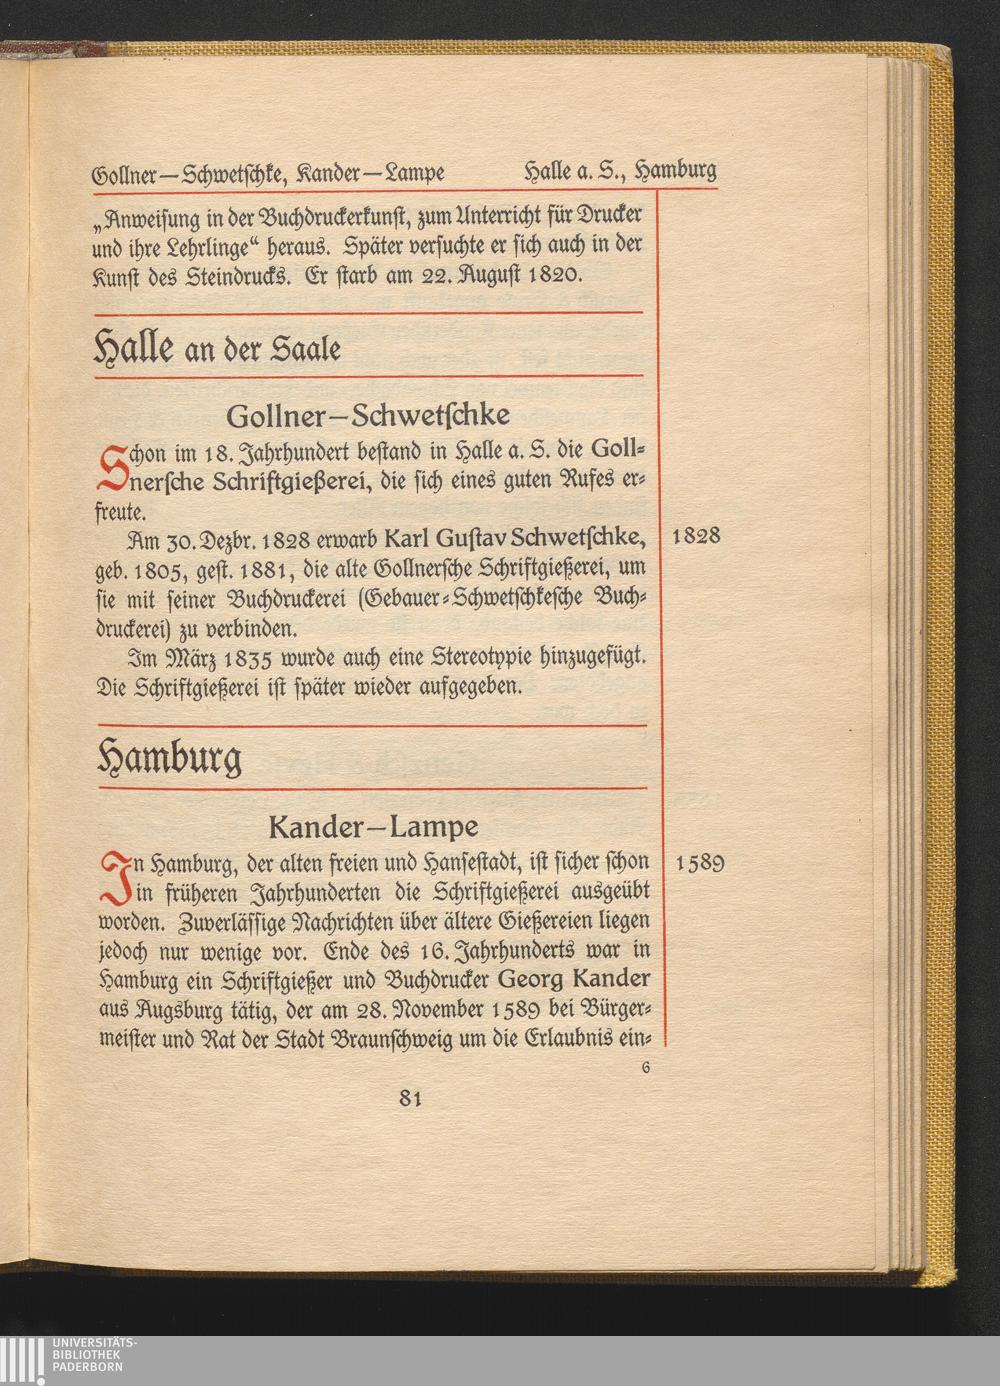 Gollner—Schwetſchke, Kander—Lampe Halle a. S., Hamburg
„Anweiſung in der Buchdruckerkunſt, zum Unterricht für Drucker
und ihre Lehrlinge“ heraus. Später verſuchte er ſich auch in der
Kunſt des Steindrucks. Er ſtarb am 22. Auguſt 1820.
Halle an der Saale
Gollner—Schwetſchke
Schon im 18. Jahrhundert beſtand in Halle a. S. die Goll-
nerſche Schriftgießerei, die ſich eines guten Rufes er-
freute.
Am 30. Dezbr. 1828 erwarb Karl Guſtav Schwetſchke, 1828
geb. 1805, geſt. 1881, die alte Gollnerſche Schriftgießerei, um
ſie mit ſeiner Buchdruckerei (Gebauer-Schwetſchkeſche Buch-
druckerei) zu verbinden.
Im März 1835 wurde auch eine Stereotypie hinzugefügt.
Die Schriftgießerei iſt ſpäter wieder aufgegeben.
Hamburg
Kander—Lampe
In Hamburg, der alten freien und Hanſeſtadt, iſt ſicher ſchon 1589
in früheren Jahrhunderten die Schriftgießerei ausgeübt
worden. Zuverläſſige Nachrichten über ältere Gießereien liegen
jedoch nur wenige vor. Ende des 16. Jahrhunderts war in
Hamburg ein Schriftgießer und Buchdrucker Georg Kander
aus Augsburg tätig, der am 28. November 1589 bei Bürger-
meiſter und Rat der Stadt Braunſchweig um die Erlaubnis ein-
6
81
UNIVERSITÄTS-
BIBLIOTHEK
PADERBORN